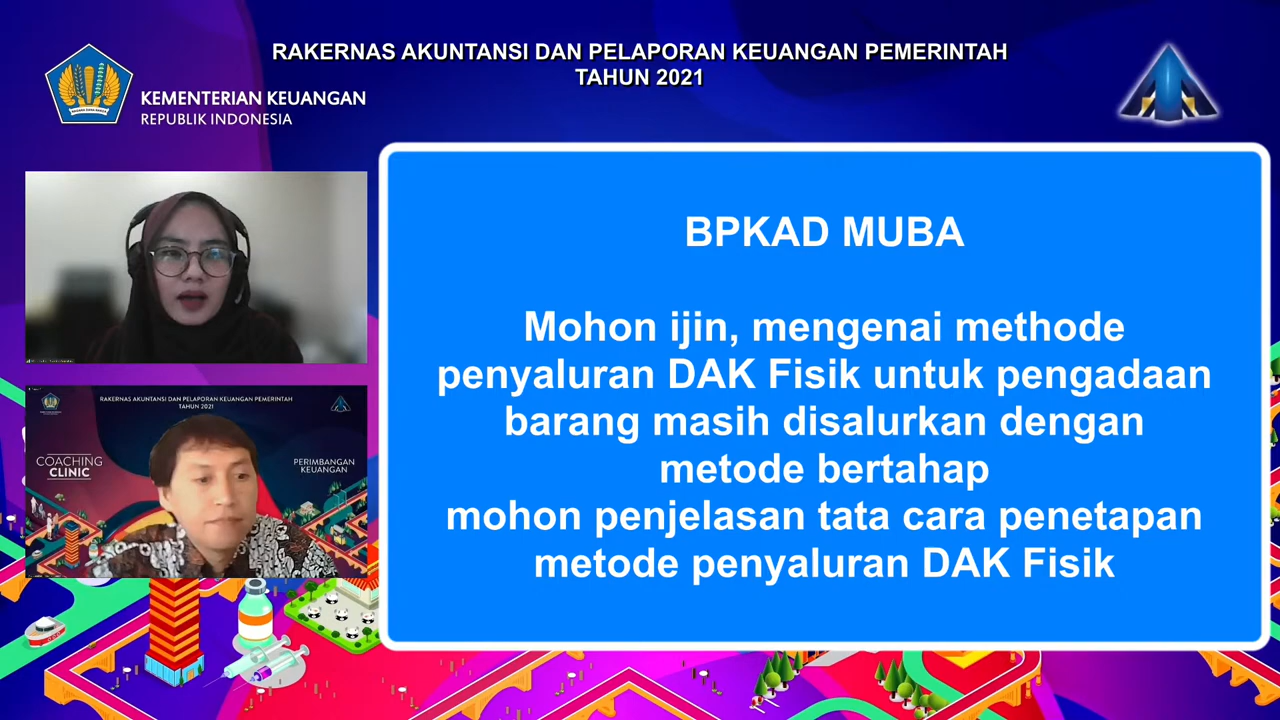 RAKERNAS AKUNTANSI DAN PELAPORAN KEUANGAN PEMERINTAH
TAHUN 2021
KEMENTERIAN KEUANGAN
REPUBLIK INDONESIA
BPKAD MUBA
Mohon ijin, mengenai methode
penyaluran DAK Fisik untuk pengadaan
barang masih disalurkan dengan
metode bertahap
mohon penjelasan tata cara penetapan
metode penyaluran DAK Fisik
RAKERNAS AKUNTANSI DAN PELAPORAN KEUANGAN PEMERINTAH
TAHUN 2021
COACHING
CLINIC
PERIMBANGAN
KEUANGAN